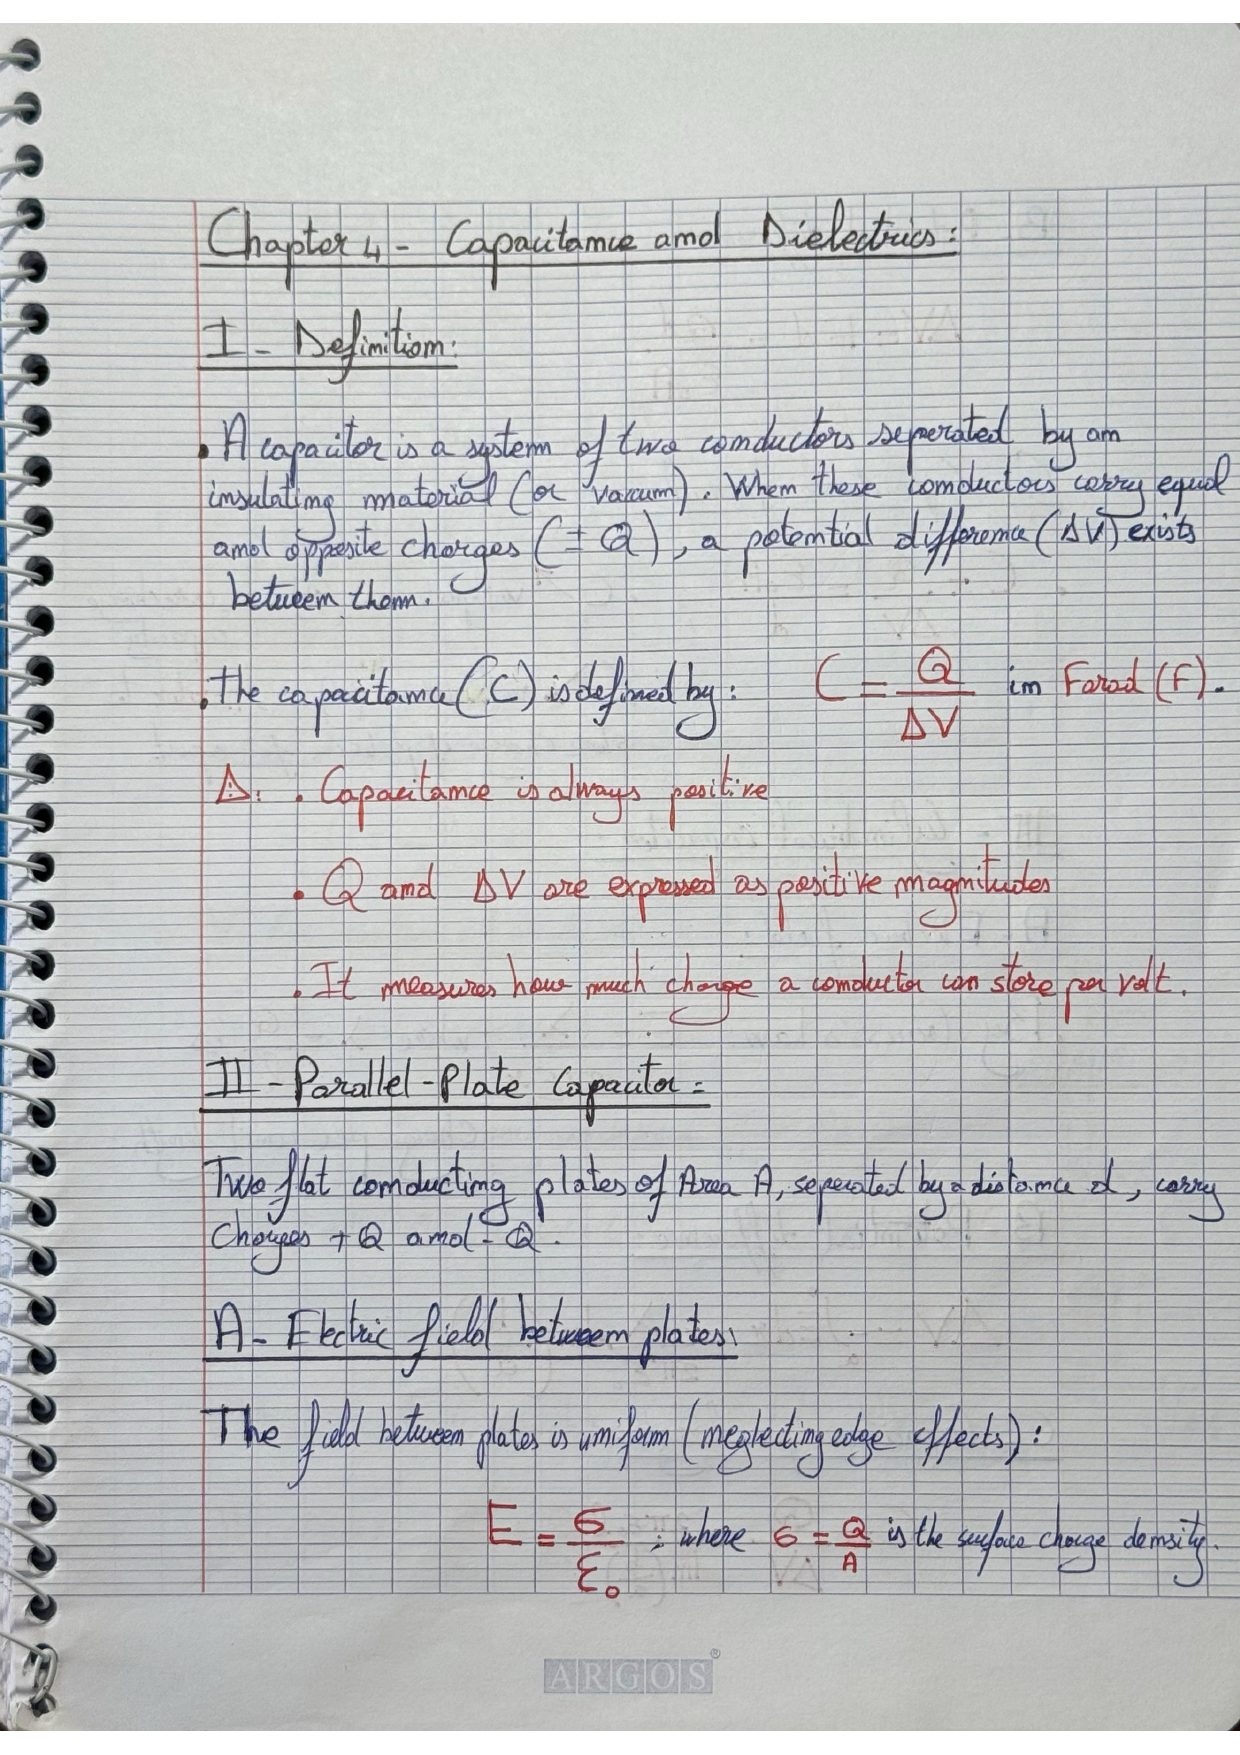 Chapter 4 - Capacitance and Dielectrics:
I - Definition:
. A capacitor is a system of two conductors seperated by an
insulating material (or vacuum). When these conductors carry equal
and opposite charges (± Q), a potential difference (ΔV) exists
between them.
. The capacitance (C) is defined by: C = Q/ΔV in Farad (F).
⚠: . Capacitance is always positive
. Q and ΔV are expressed as positive magnitudes
. It measures how much charge a conductor can store per volt.
II - Parallel-Plate Capacitor:
Two flat conducting plates of Area A, seperated by a distance d, carry
Charges + Q and - Q.
A - Electric field between plates:
The field between plates is uniform (neglecting edge effects):
E = σ/ε₀ : where σ = Q/A is the surface charge density.
ARGOS®